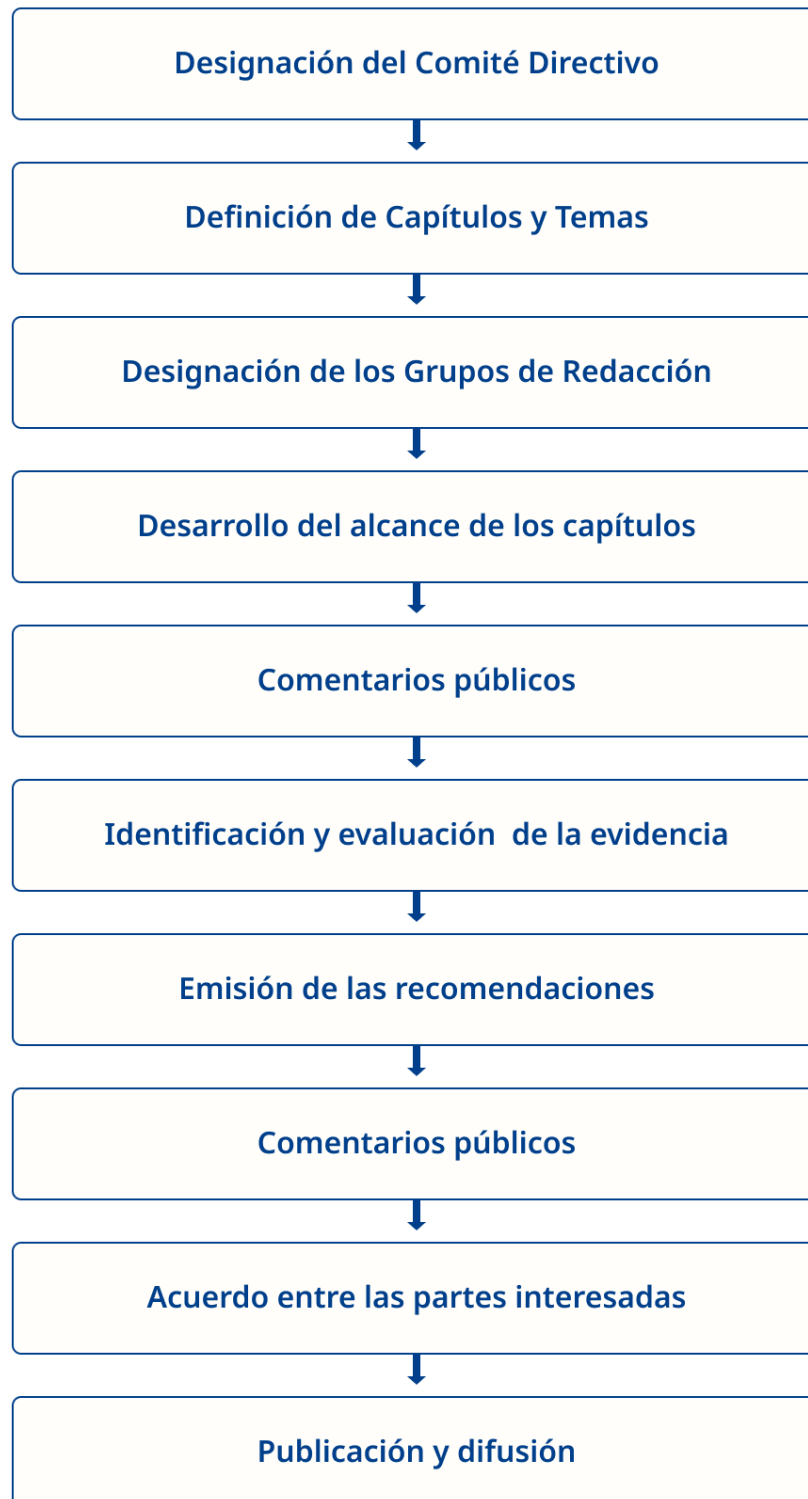 Designación del Comité Directivo
Definición de Capítulos y Temas
Designación de los Grupos de Redacción
Desarrollo del alcance de los capítulos
Comentarios públicos
Identificación y evaluación  de la evidencia
Emisión de las recomendaciones
Comentarios públicos
Acuerdo entre las partes interesadas
Publicación y difusión